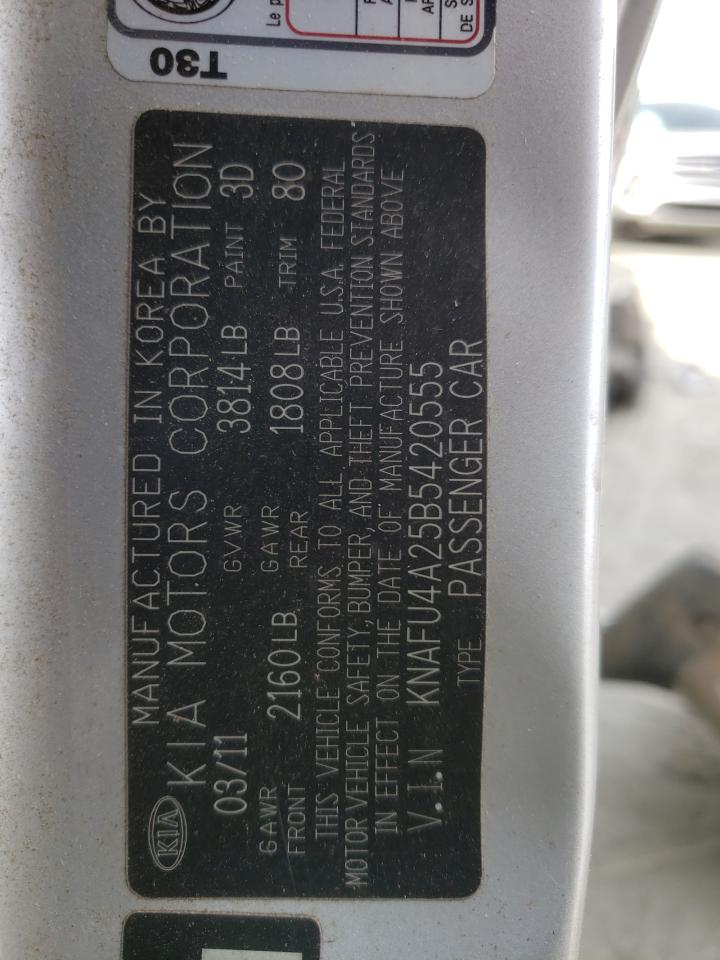 T30
Le p
DE S
KIA
MANUFACTURED IN KOREA BY
KIA MOTORS CORPORATION
03/11 GVWR 3814LB PAINT 3D
GAWR FRONT 2160LB GAWR REAR 1808LB TRIM 80
THIS VEHICLE CONFORMS TO ALL APPLICABLE U.S.A. FEDERAL
MOTOR VEHICLE SAFETY, BUMPER, AND THEFT PREVENTION STANDARDS
IN EFFECT ON THE DATE OF MANUFACTURE SHOWN ABOVE
V.I.N KNAFU4A25B5420555
TYPE PASSENGER CAR